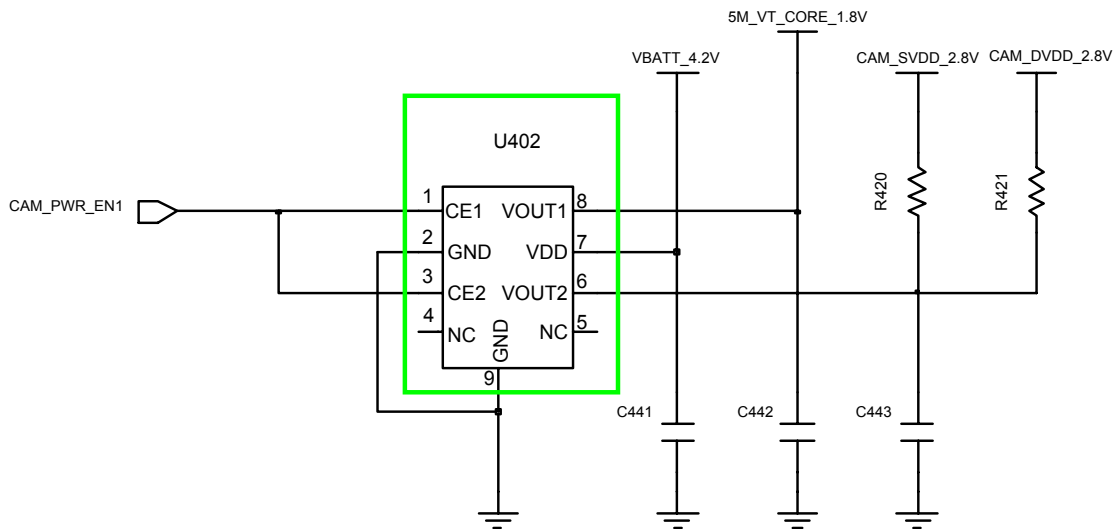 5M_VT_CORE_1.8V
VBATT_4.2V
CAM_SVDD_2.8V
CAM_DVDD_2.8V
U402
CAM_PWR_EN1
1
CE1
VOUT1
8
2
GND
VDD
7
3
CE2
VOUT2
6
4
NC
NC
5
GND
9
R420
R421
C441
C442
C443